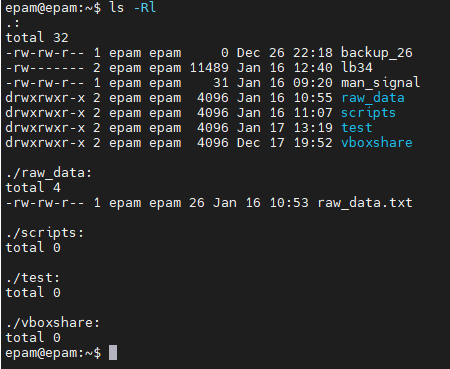 epam@epam:~$ ls -Rl
.:
total 32
-rw-rw-r-- 1 epam epam     0 Dec 26 22:18 backup_26
-rw------- 2 epam epam 11489 Jan 16 12:40 lb34
-rw-rw-r-- 1 epam epam    31 Jan 16 09:20 man_signal
drwxrwxr-x 2 epam epam  4096 Jan 16 10:55 raw_data
drwxrwxr-x 2 epam epam  4096 Jan 16 11:07 scripts
drwxrwxr-x 2 epam epam  4096 Jan 17 13:19 test
drwxrwxr-x 2 epam epam  4096 Dec 17 19:52 vboxshare
./raw_data:
total 4
-rw-rw-r-- 1 epam epam 26 Jan 16 10:53 raw_data.txt
./scripts:
total 0
./test:
total 0
./vboxshare:
total 0
epam@epam:~$